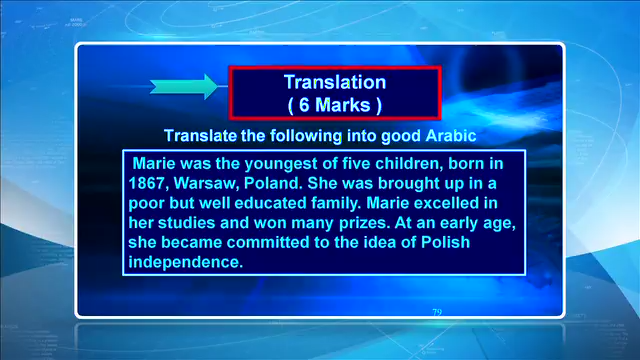 Translation
( 6 Marks )
Translate the following into good Arabic
Marie was the youngest of five children, born in
1867, Warsaw, Poland. She was brought up in a
poor but well educated family. Marie excelled in
her studies and won many prizes. At an early age,
she became committed to the idea of Polish
independence.
79